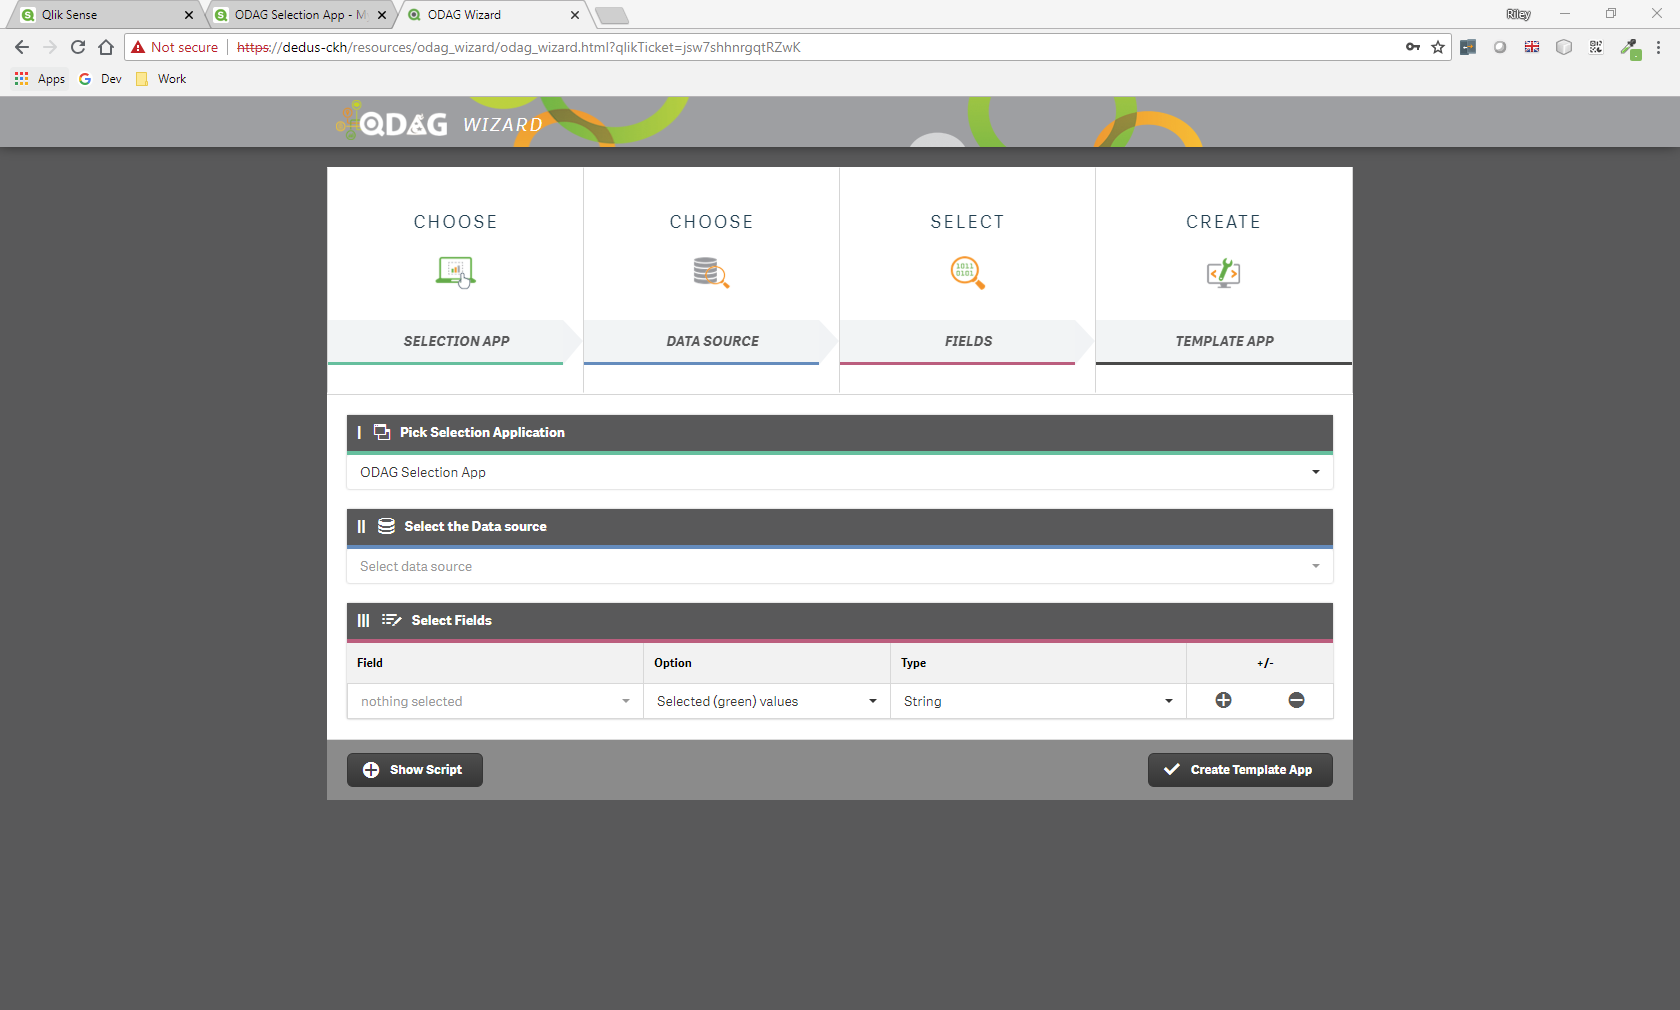 Qlik Sense
ODAG Selection App - M
ODAG Wizard
Riley
Not secure
https://dedus-ckh/resources/odag_wizard/odag_wizard.html?qlikTicket=jsw7shhnrgqtRZwK
Apps
Dev
Work
ODAG WIZARD
CHOOSE
CHOOSE
SELECT
CREATE
1011
0101
SELECTION APP
DATA SOURCE
FIELDS
TEMPLATE APP
I Pick Selection Application
ODAG Selection App
II Select the Data source
Select data source
III Select Fields
Field
Option
Type
+/-
nothing selected
Selected (green) values
String
Show Script
Create Template App